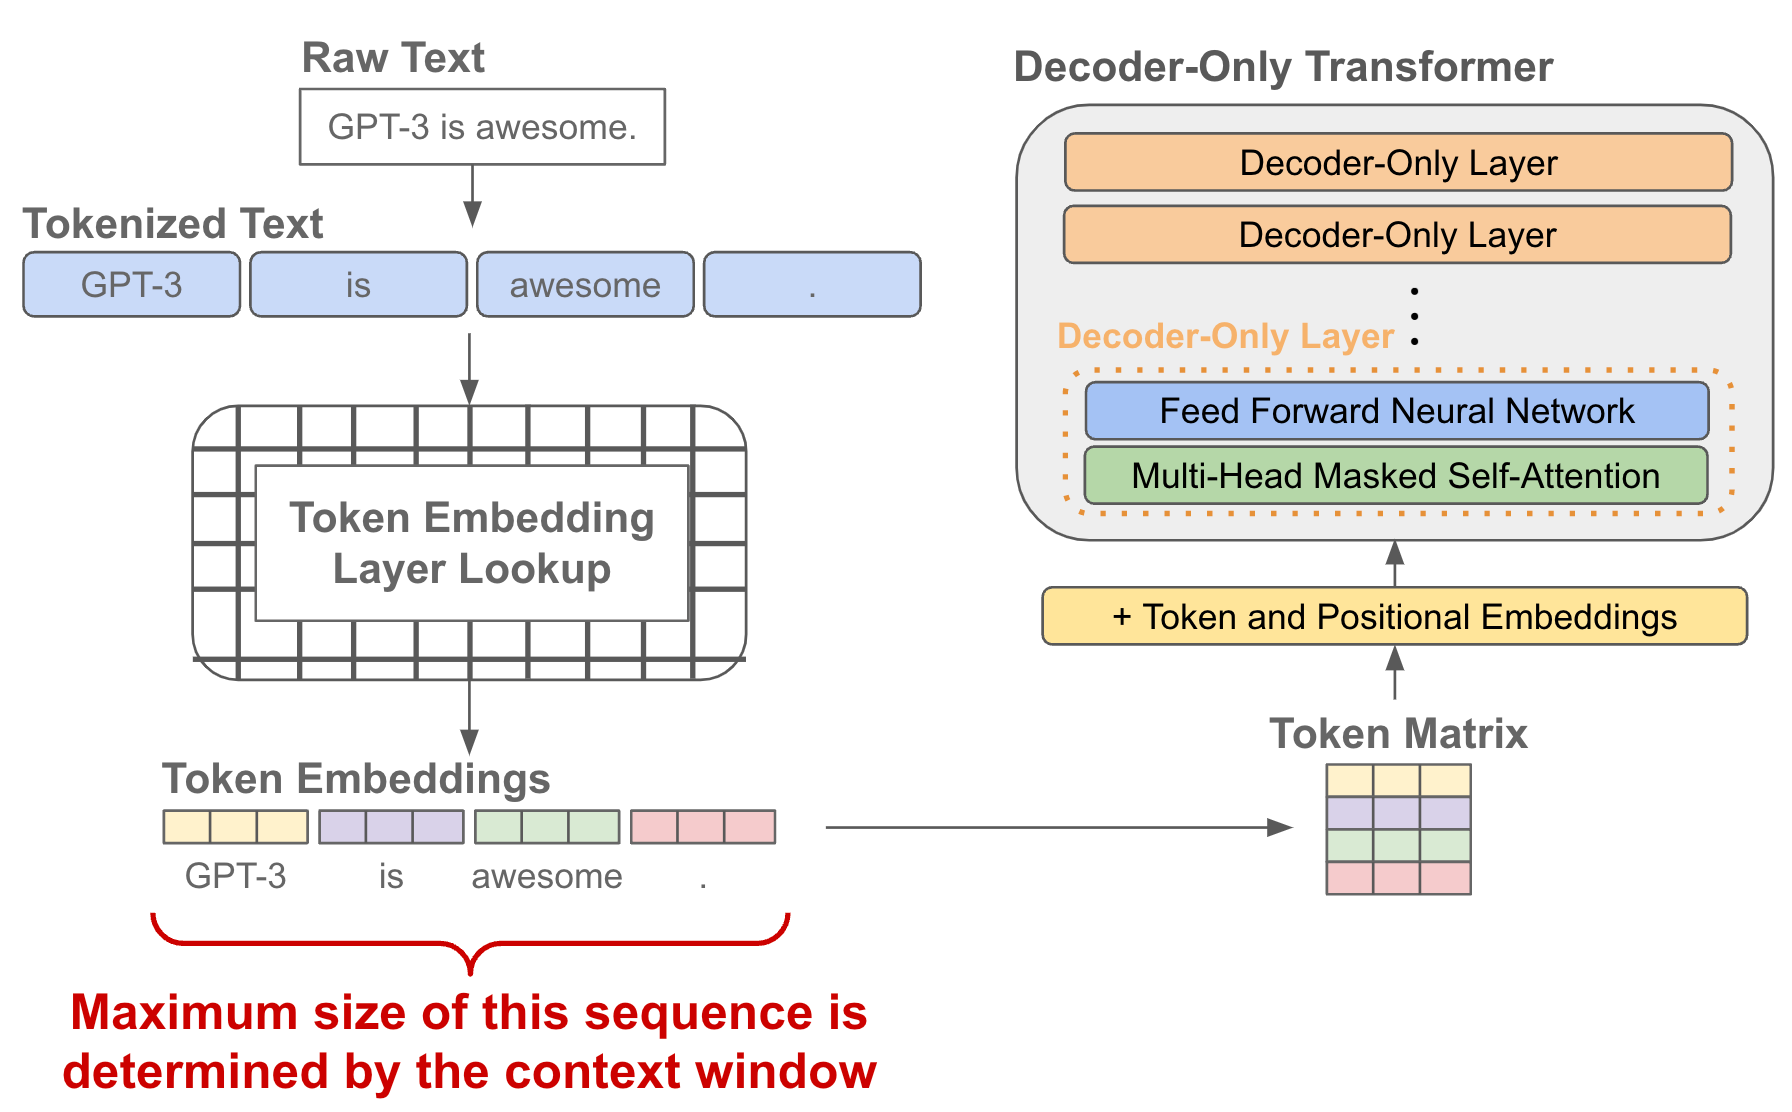 Raw Text
GPT-3 is awesome.
Tokenized Text
GPT-3 is awesome .
Token Embedding
Layer Lookup
Token Embeddings
GPT-3 is awesome .
Maximum size of this sequence is
determined by the context window
Decoder-Only Transformer
Decoder-Only Layer
Decoder-Only Layer
Decoder-Only Layer
Feed Forward Neural Network
Multi-Head Masked Self-Attention
+ Token and Positional Embeddings
Token Matrix